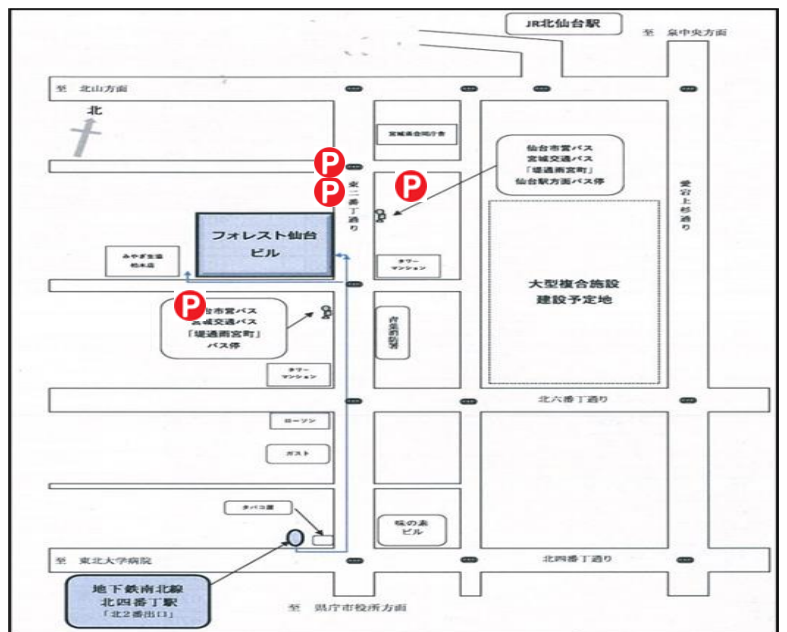 JR北仙台駅
至 泉中央方面
至 北山方面
北
宮城県合同庁舎
仙台市営バス
宮城交通バス
「堤通雨宮町」
仙台駅方面バス停
P
P
P
東二番丁通り
愛宕上杉通り
フォレスト仙台
ビル
みやぎ生協
柏木店
タワー
マンション
大型複合施設
建設予定地
P
台市営バス
宮城交通バス
「堤通雨宮町」
バス停
青葉消防署
タワー
マンション
北六番丁通り
ローソン
ガスト
タバコ屋
味の素
ビル
至 東北大学病院
北四番丁通り
地下鉄南北線
北四番丁駅
「北2番出口」
至 県庁市役所方面